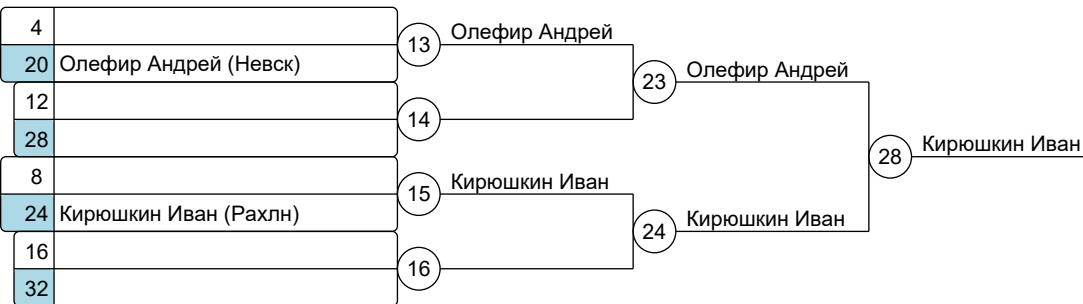 4
13 Олефир Андрей
20 Олефир Андрей (Невск)
23 Олефир Андрей
12
14
28
28 Кирюшкин Иван
8
15 Кирюшкин Иван
24 Кирюшкин Иван (Рахлн)
24 Кирюшкин Иван
16
16
32